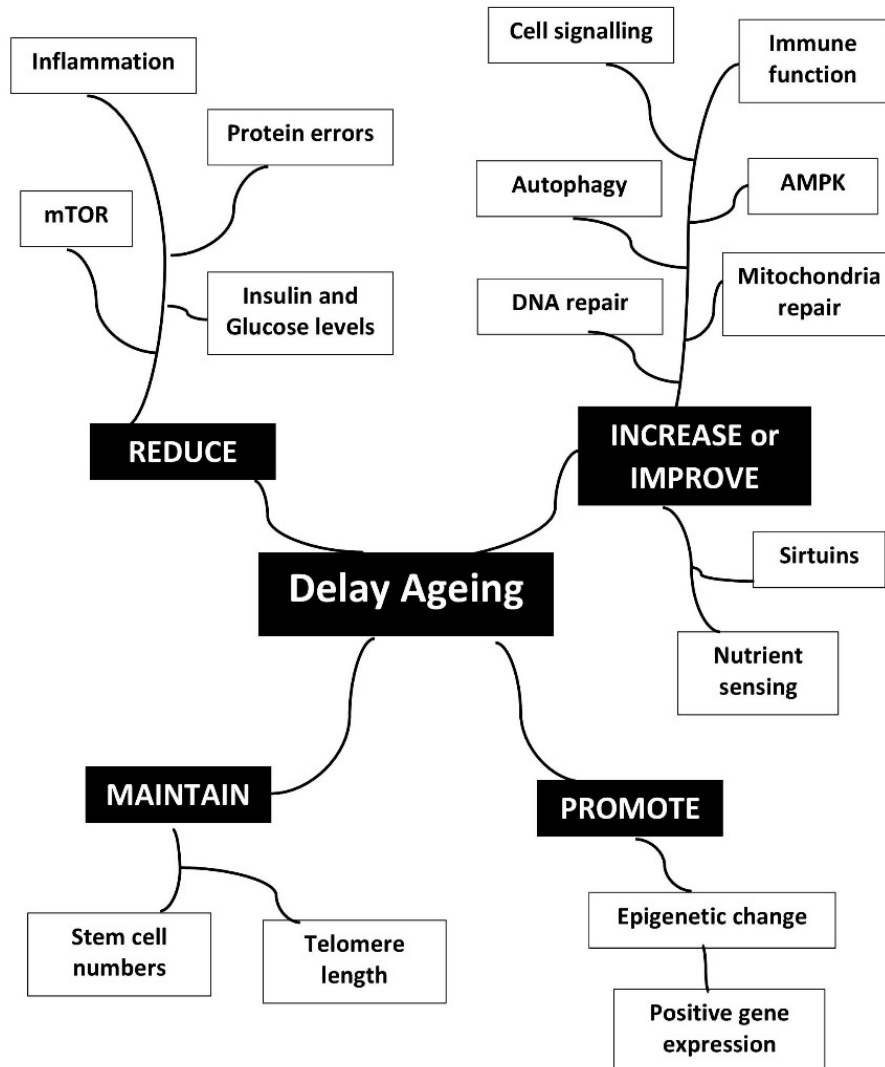 Cell signalling
Immune
function
Inflammation
Protein errors
Autophagy
AMPK
mTOR
Mitochondria
repair
DNA repair
Insulin and
Glucose levels
REDUCE
INCREASE or
IMPROVE
Sirtuins
Delay Ageing
Nutrient
sensing
MAINTAIN
PROMOTE
Epigenetic change
Stem cell
numbers
Telomere
length
Positive gene
expression